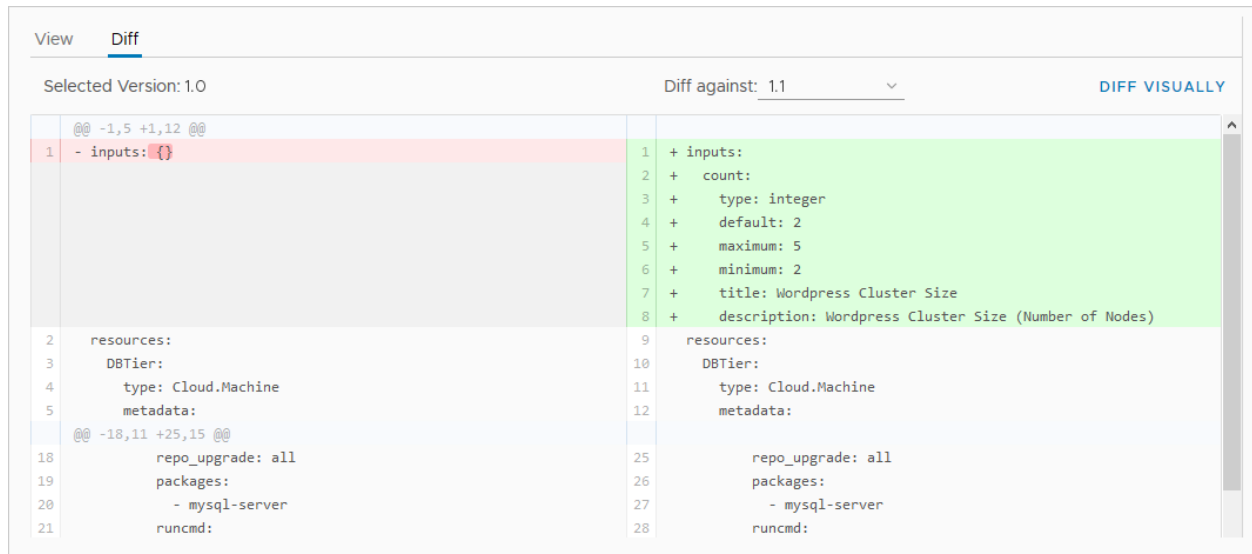 View Diff
Selected Version: 1.0 Diff against: 1.1 DIFF VISUALLY
@@ -1,5 +1,12 @@
1 - inputs: {} 1 + inputs:
2 + count:
3 + type: integer
4 + default: 2
5 + maximum: 5
6 + minimum: 2
7 + title: Wordpress Cluster Size
8 + description: Wordpress Cluster Size (Number of Nodes)
2 resources: 9 resources:
3 DBTier: 10 DBTier:
4 type: Cloud.Machine 11 type: Cloud.Machine
5 metadata: 12 metadata:
@@ -18,11 +25,15 @@
18 repo_upgrade: all 25 repo_upgrade: all
19 packages: 26 packages:
20 - mysql-server 27 - mysql-server
21 runcmd: 28 runcmd: